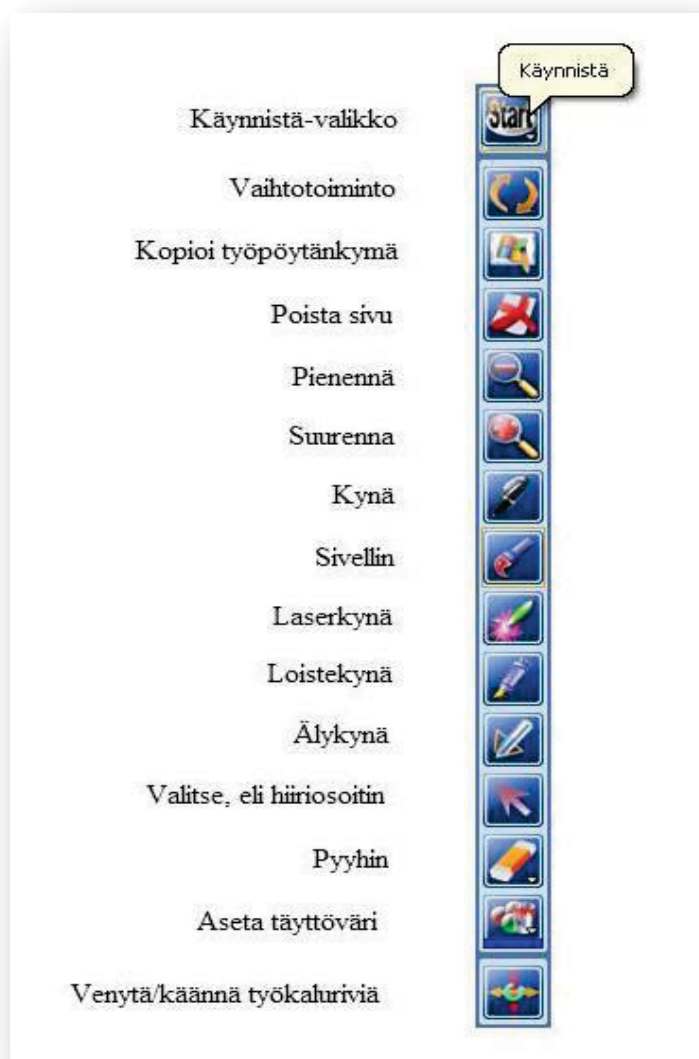 Käynnistä
Käynnistä-valikko
Start
Vaihtotoiminto
Kopioi työpöytänkymä
Poista sivu
Pienennä
Suurenna
Kynä
Sivellin
Laserkynä
Loistekynä
Älykynä
Valitse, eli hiiriosoitin
Pyyhin
Aseta täyttöväri
Venytä/käännä työkaluriviä